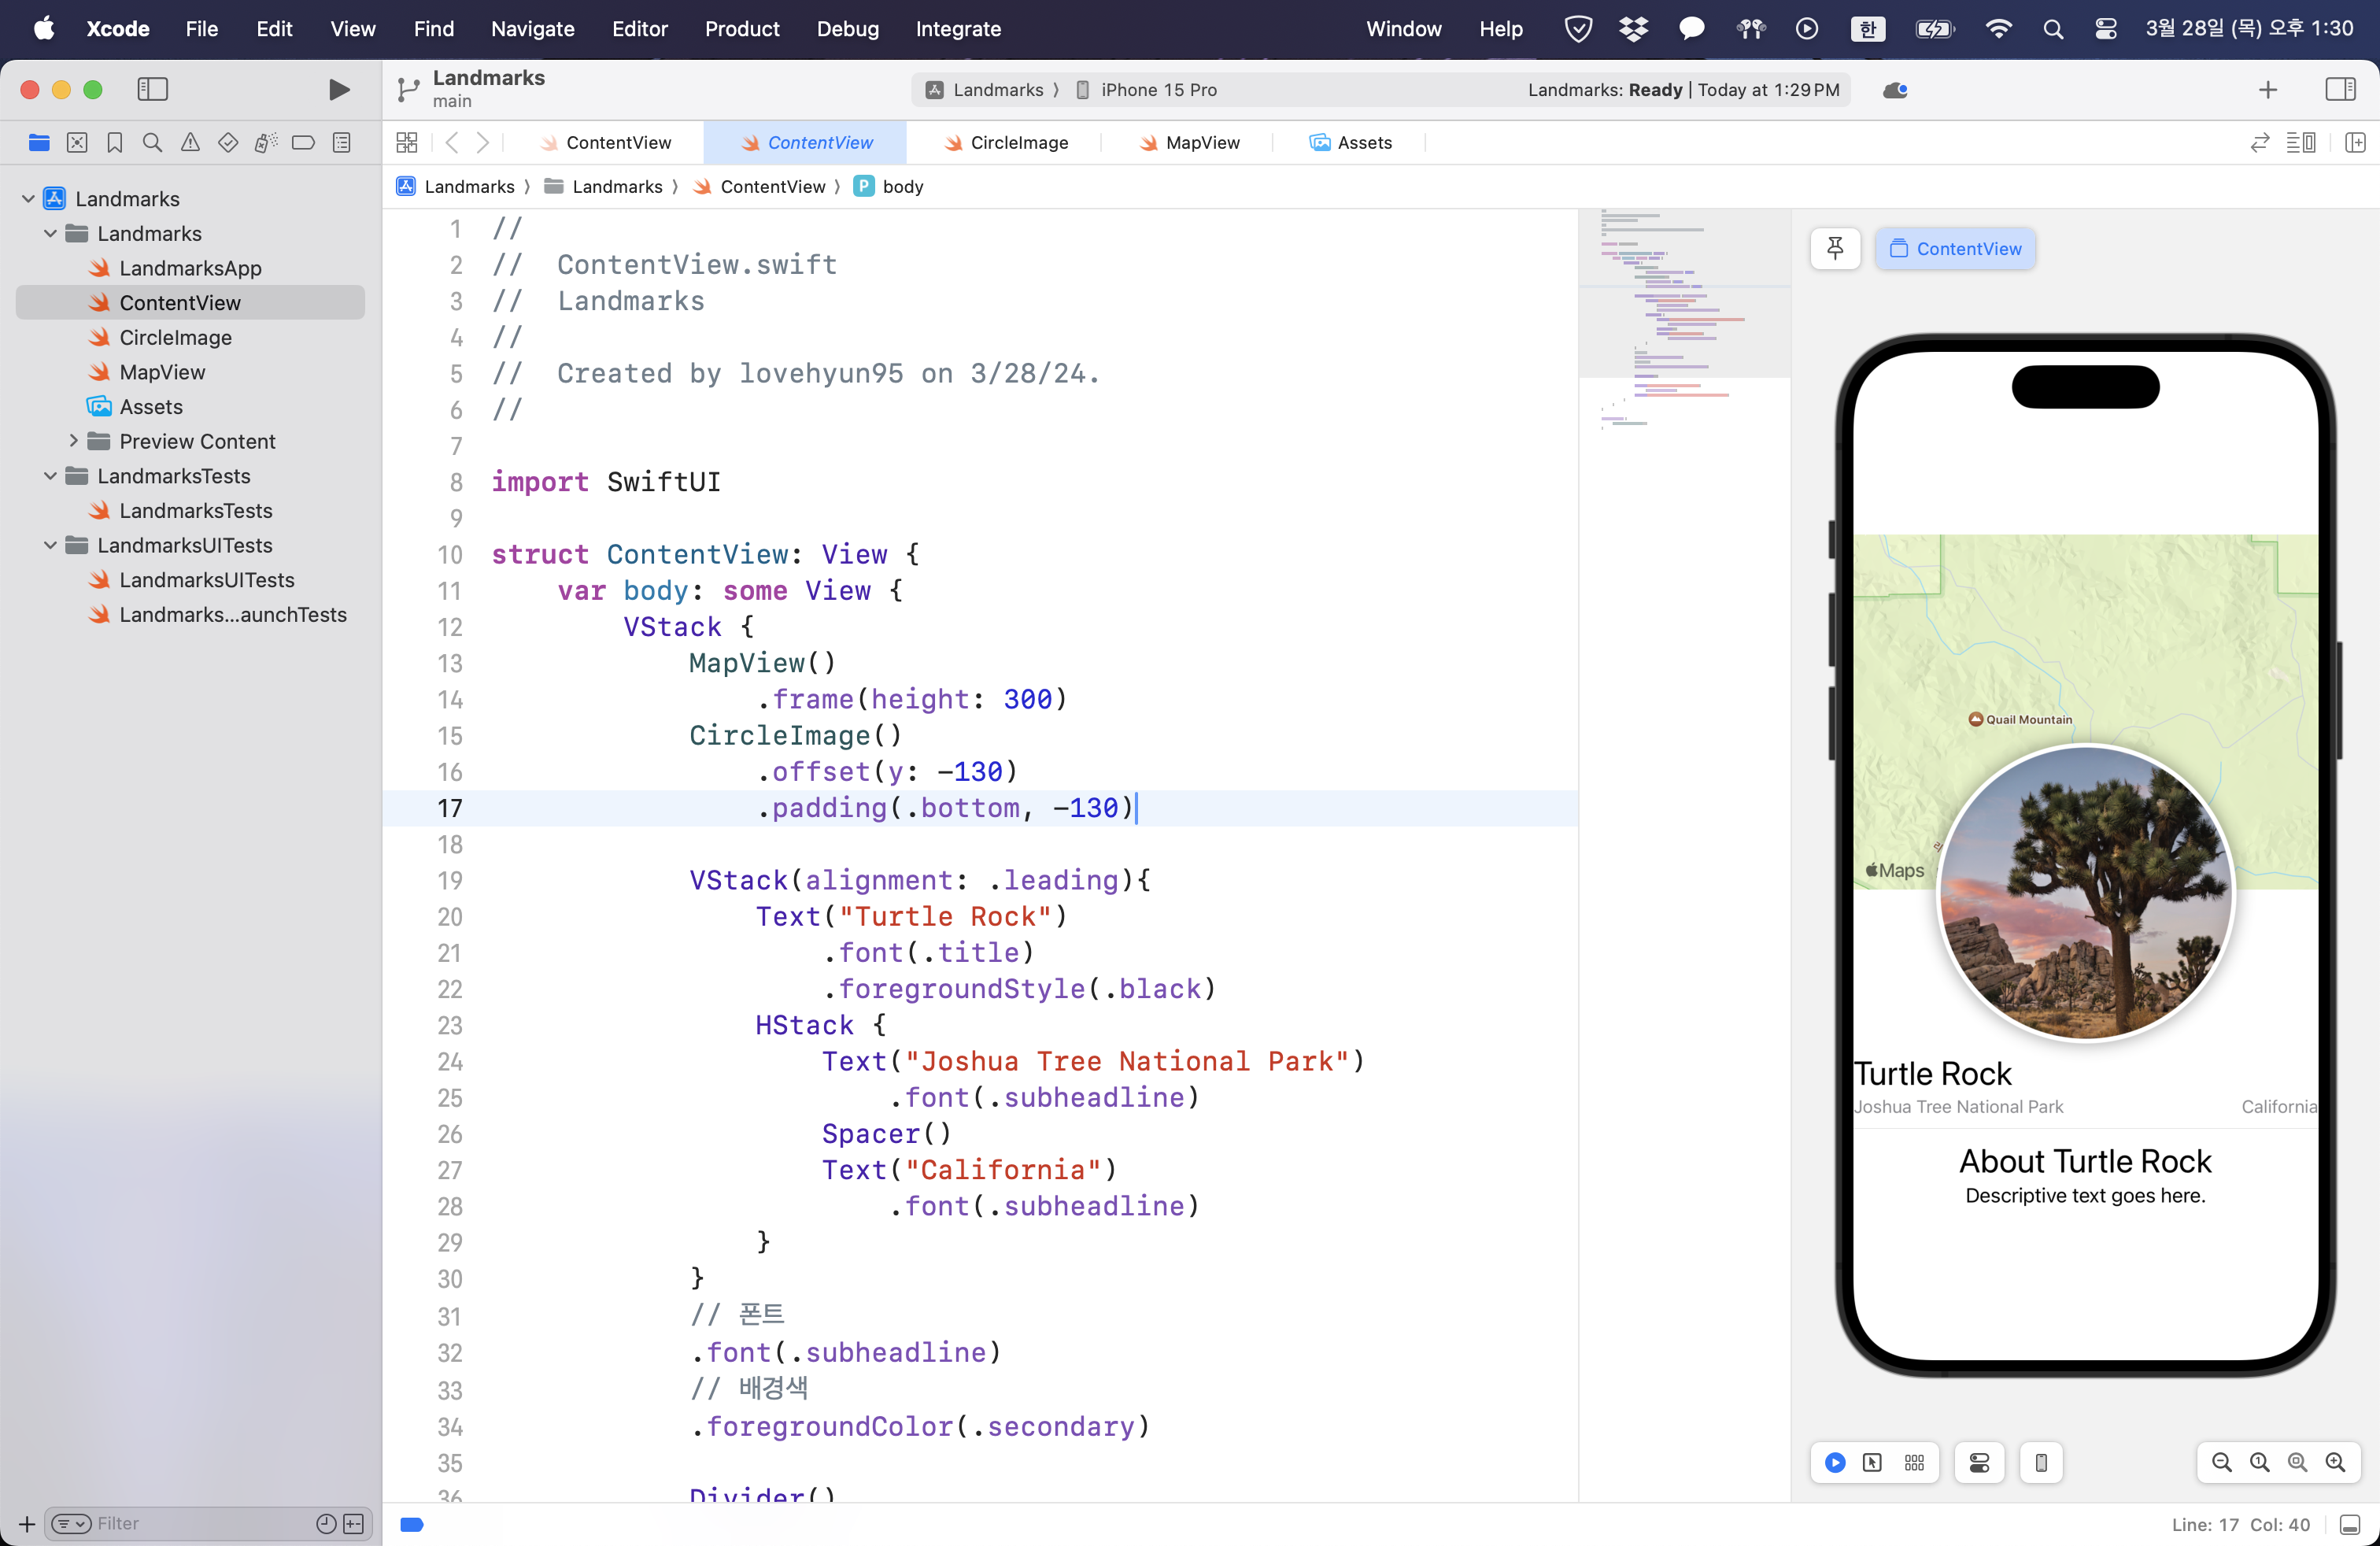 Xcode File Edit View Find Navigate Editor Product Debug Integrate Window Help 한 3월 28일 (목) 오후 1:30
Landmarks
main
Landmarks 〉 iPhone 15 Pro
Landmarks: Ready | Today at 1:29 PM
ContentView ContentView CircleImage MapView Assets
Landmarks 〉 Landmarks 〉 ContentView 〉 P body
Landmarks
Landmarks
LandmarksApp
ContentView
CircleImage
MapView
Assets
Preview Content
LandmarksTests
LandmarksTests
LandmarksUITests
LandmarksUITests
Landmarks...aunchTests
Filter
1 //
2 //  ContentView.swift
3 //  Landmarks
4 //
5 //  Created by lovehyun95 on 3/28/24.
6 //
7
8 import SwiftUI
9
10 struct ContentView: View {
11     var body: some View {
12         VStack {
13             MapView()
14                 .frame(height: 300)
15             CircleImage()
16                 .offset(y: -130)
17                 .padding(.bottom, -130)
18
19             VStack(alignment: .leading){
20                 Text("Turtle Rock")
21                     .font(.title)
22                     .foregroundStyle(.black)
23                 HStack {
24                     Text("Joshua Tree National Park")
25                         .font(.subheadline)
26                     Spacer()
27                     Text("California")
28                         .font(.subheadline)
29                 }
30             }
31             // 폰트
32             .font(.subheadline)
33             // 배경색
34             .foregroundColor(.secondary)
35
36             Divider()
ContentView
Quail Mountain
Maps
Turtle Rock
Joshua Tree National Park California
About Turtle Rock
Descriptive text goes here.
Line: 17 Col: 40